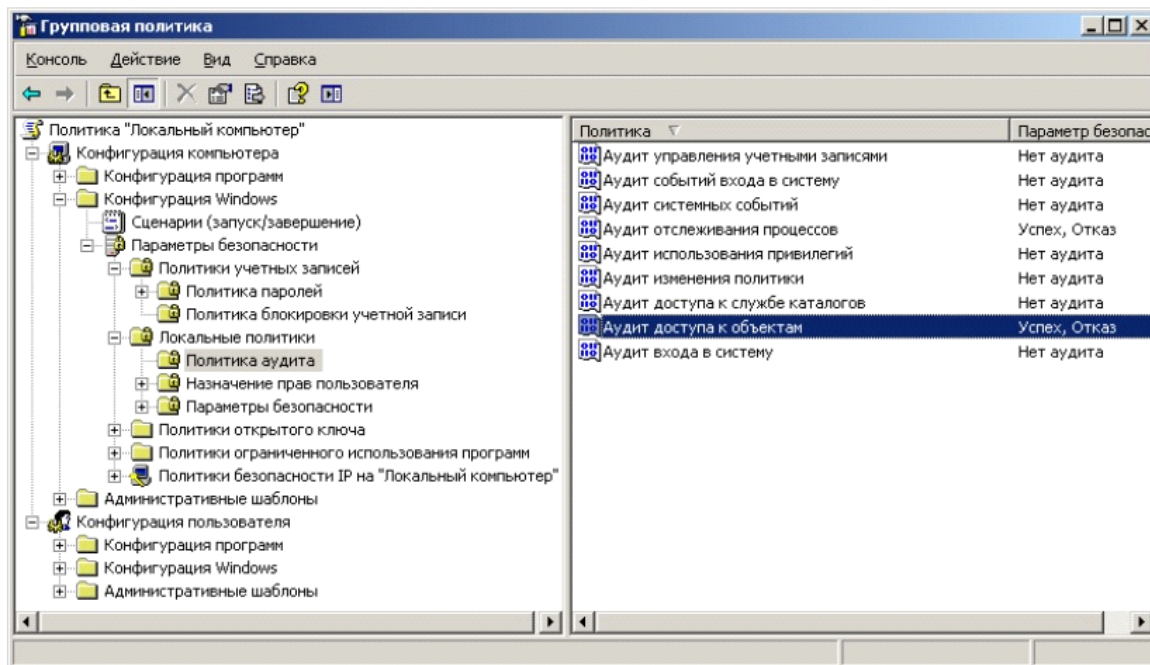 Групповая политика
Консоль Действие Вид Справка
Политика "Локальный компьютер"
Конфигурация компьютера
Конфигурация программ
Конфигурация Windows
Сценарии (запуск/завершение)
Параметры безопасности
Политики учетных записей
Политика паролей
Политика блокировки учетной записи
Локальные политики
Политика аудита
Назначение прав пользователя
Параметры безопасности
Политики открытого ключа
Политики ограниченного использования программ
Политики безопасности IP на "Локальный компьютер"
Административные шаблоны
Конфигурация пользователя
Конфигурация программ
Конфигурация Windows
Административные шаблоны
Политика Параметр безопас
Аудит управления учетными записями Нет аудита
Аудит событий входа в систему Нет аудита
Аудит системных событий Нет аудита
Аудит отслеживания процессов Успех, Отказ
Аудит использования привилегий Нет аудита
Аудит изменения политики Нет аудита
Аудит доступа к службе каталогов Нет аудита
Аудит доступа к объектам Успех, Отказ
Аудит входа в систему Нет аудита